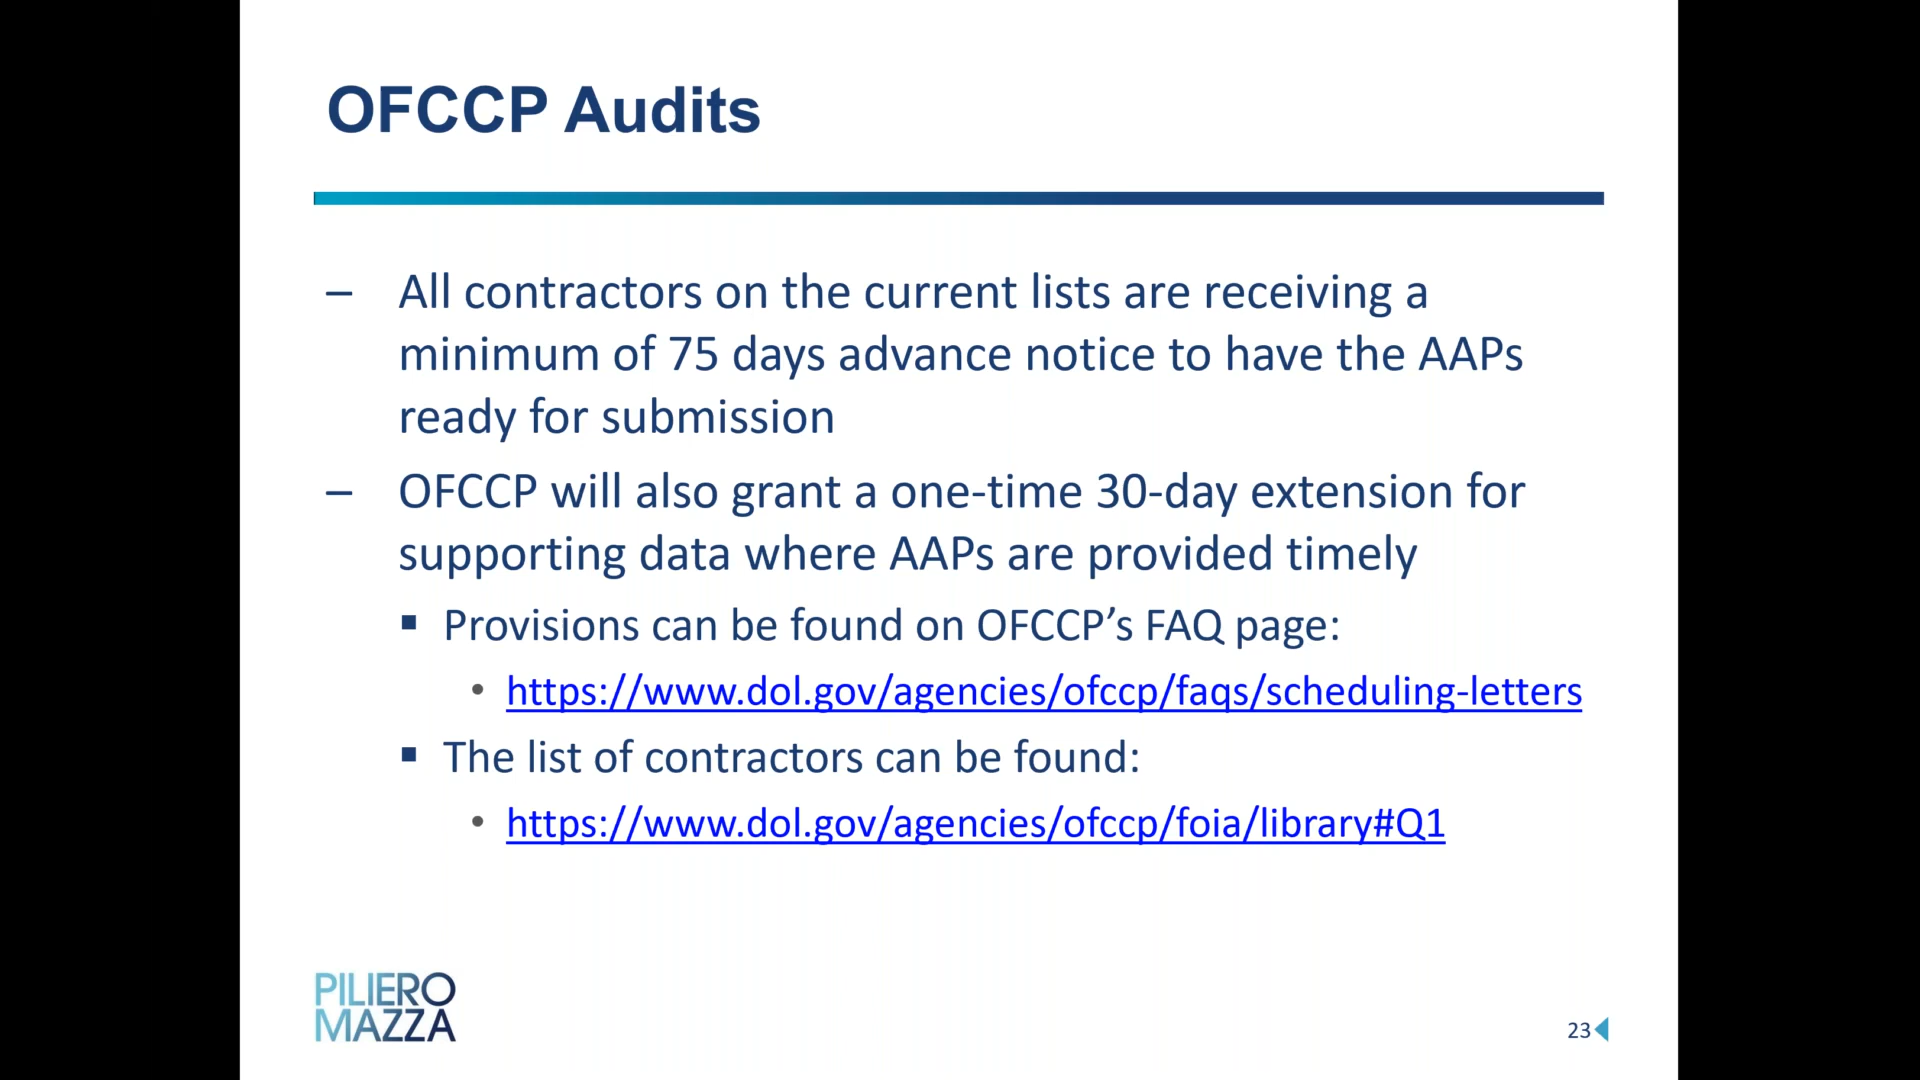 OFCCP Audits
– All contractors on the current lists are receiving a
minimum of 75 days advance notice to have the AAPs
ready for submission
– OFCCP will also grant a one-time 30-day extension for
supporting data where AAPs are provided timely
▪ Provisions can be found on OFCCP’s FAQ page:
• https://www.dol.gov/agencies/ofccp/faqs/scheduling-letters
▪ The list of contractors can be found:
• https://www.dol.gov/agencies/ofccp/foia/library#Q1
PILIERO
MAZZA
23